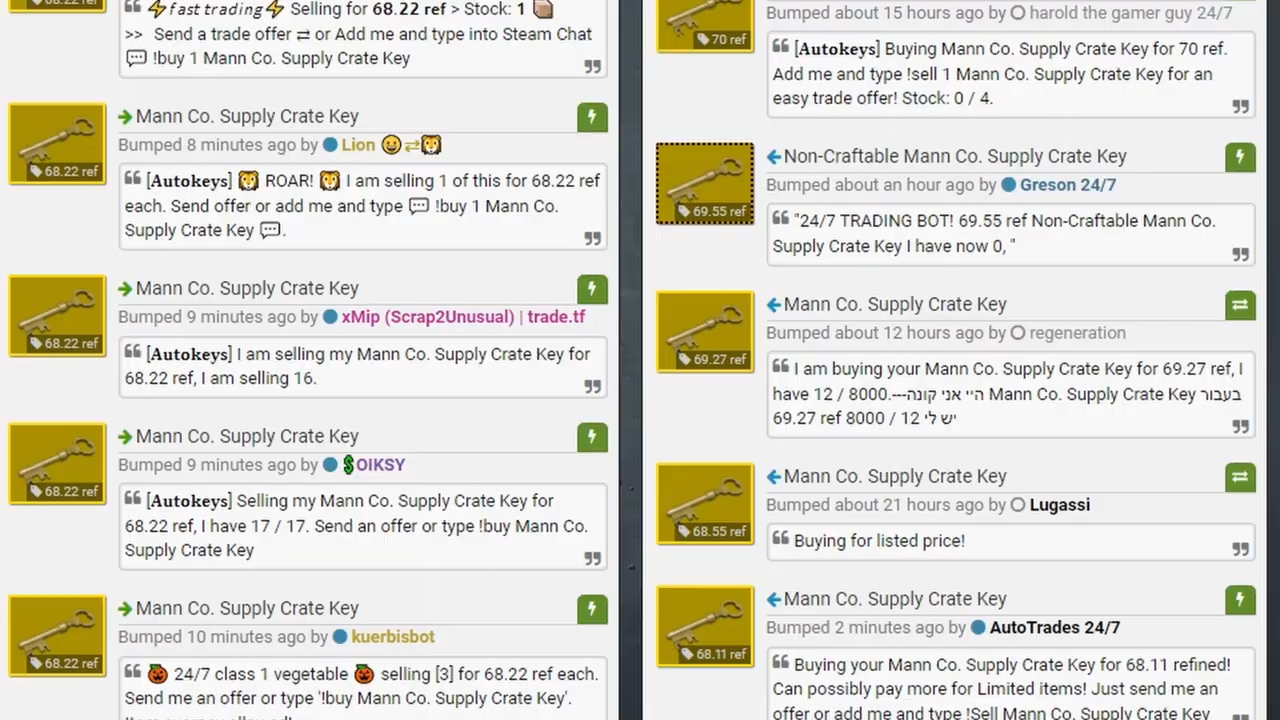 68.22 ref
❝ ⚡𝘧𝘢𝘴𝘵 𝘵𝘳𝘢𝘥𝘪𝘯𝘨⚡ Selling for 68.22 ref > Stock: 1 📦
>> Send a trade offer ⇄ or Add me and type into Steam Chat
💬 !buy 1 Mann Co. Supply Crate Key ❞
→ Mann Co. Supply Crate Key
Bumped 8 minutes ago by Lion 😀⇄🦁
68.22 ref
❝ [𝐀𝐮𝐭𝐨𝐤𝐞𝐲𝐬] 🦁 ROAR! 🦁 I am selling 1 of this for 68.22 ref
each. Send offer or add me and type 💬 !buy 1 Mann Co.
Supply Crate Key 💬. ❞
→ Mann Co. Supply Crate Key
Bumped 9 minutes ago by xMip (Scrap2Unusual) | trade.tf
68.22 ref
❝ [𝐀𝐮𝐭𝐨𝐤𝐞𝐲𝐬] I am selling my Mann Co. Supply Crate Key for
68.22 ref, I am selling 16. ❞
→ Mann Co. Supply Crate Key
Bumped 9 minutes ago by 💲OIKSY
68.22 ref
❝ [𝐀𝐮𝐭𝐨𝐤𝐞𝐲𝐬] Selling my Mann Co. Supply Crate Key for
68.22 ref, I have 17 / 17. Send an offer or type !buy Mann Co.
Supply Crate Key ❞
→ Mann Co. Supply Crate Key
Bumped 10 minutes ago by kuerbisbot
68.22 ref
❝ 🎃 24/7 class 1 vegetable 🎃 selling [3] for 68.22 ref each.
Send me an offer or type '!buy Mann Co. Supply Crate Key'.
Bumped about 15 hours ago by harold the gamer guy 24/7
70 ref
❝ [𝐀𝐮𝐭𝐨𝐤𝐞𝐲𝐬] Buying Mann Co. Supply Crate Key for 70 ref.
Add me and type !sell 1 Mann Co. Supply Crate Key for an
easy trade offer! Stock: 0 / 4. ❞
← Non-Craftable Mann Co. Supply Crate Key
Bumped about an hour ago by Greson 24/7
69.55 ref
❝ "24/7 TRADING BOT! 69.55 ref Non-Craftable Mann Co.
Supply Crate Key I have now 0, " ❞
← Mann Co. Supply Crate Key
Bumped about 12 hours ago by regeneration
69.27 ref
❝ I am buying your Mann Co. Supply Crate Key for 69.27 ref, I
have 12 / 8000.---היי אני קונה Mann Co. Supply Crate Key בעבור
69.27 ref יש לי 12 / 8000 ❞
← Mann Co. Supply Crate Key
Bumped about 21 hours ago by Lugassi
68.55 ref
❝ Buying for listed price! ❞
← Mann Co. Supply Crate Key
Bumped 2 minutes ago by AutoTrades 24/7
68.11 ref
❝ Buying your Mann Co. Supply Crate Key for 68.11 refined!
Can possibly pay more for Limited items! Just send me an
offer or add me and type !Sell Mann Co. Supply Crate Key